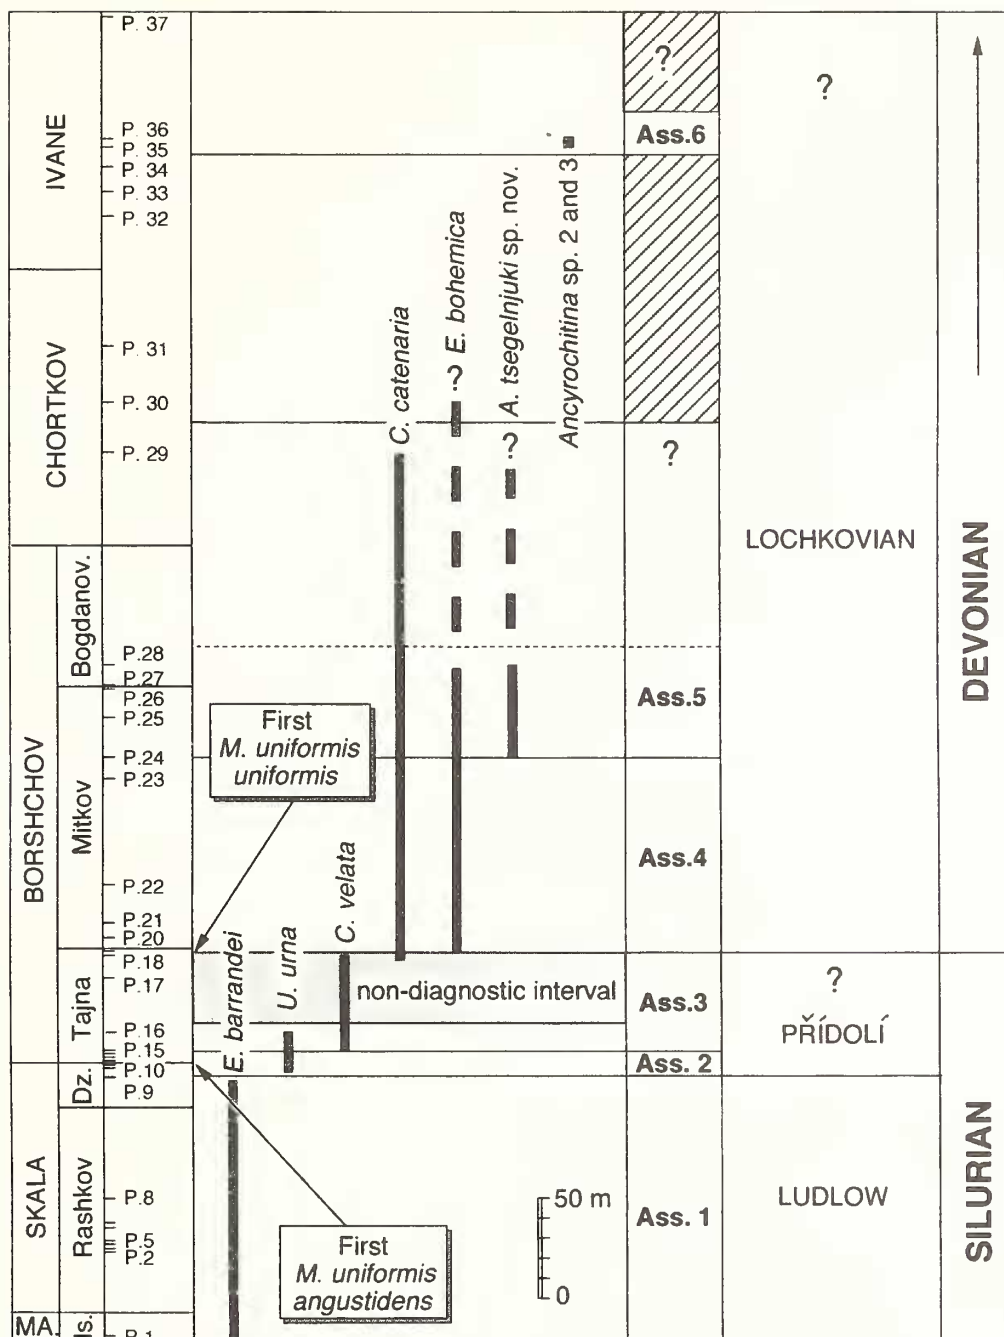 IVANE
CHORTKOV
BORSHCHOV
SKALA
MA.
Bogdanov.
Mitkov
Tajna
Dz.
Rashkov
Is.
P. 37
P. 36
P. 35
P. 34
P. 33
P. 32
P. 31
P. 30
P. 29
P.28
P.27
P.26
P.25
P.24
P.23
P.22
P.21
P.20
P.18
P.17
P.16
P.15
P.10
P.9
P.8
P.5
P.2
P.1
First
M. uniformis
uniformis
First
M. uniformis
angustidens
E. barrandei
U. urna
C. velata
C. catenaria
E. bohemica
?
A. tsegelnjuki sp. nov.
?
Ancyrochitina sp. 2 and 3
non-diagnostic interval
50 m
0
?
Ass.6
?
Ass.5
Ass.4
Ass.3
Ass. 2
Ass. 1
?
LOCHKOVIAN
?
PŘÍDOLÍ
LUDLOW
DEVONIAN
SILURIAN